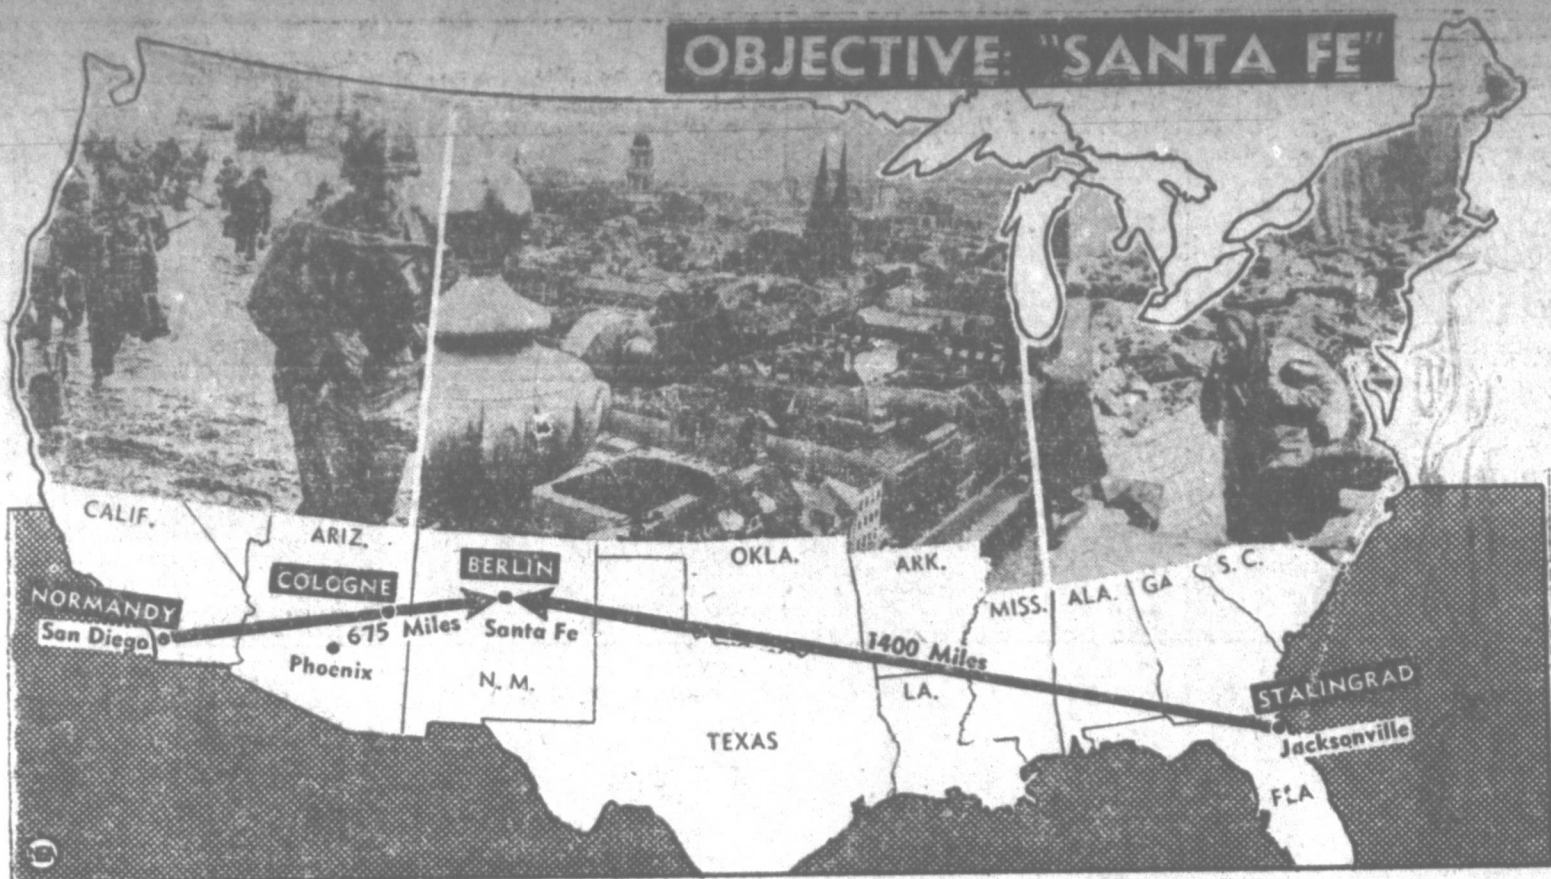 OBJECTIVE: "SANTA FE"
CALIF.
ARIZ.
OKLA.
ARK.
MISS.
ALA.
GA
S. C.
NORMANDY
San Diego
COLOGNE
BERLIN
675 Miles
Santa Fe
Phoenix
N. M.
1400 Miles
LA.
TEXAS
STALINGRAD
Jacksonville
FLA